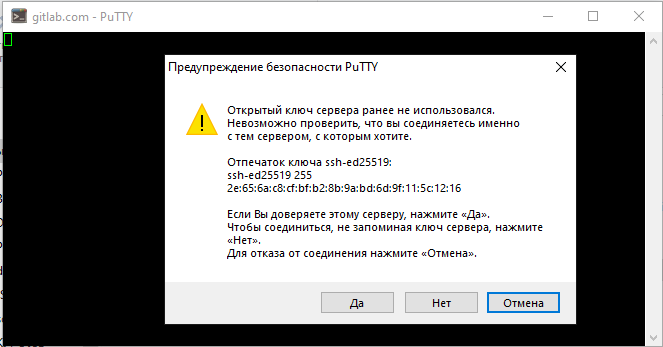 gitlab.com - PuTTY
Предупреждение безопасности PuTTY
Открытый ключ сервера ранее не использовался.
Невозможно проверить, что вы соединяетесь именно
с тем сервером, с которым хотите.
Отпечаток ключа ssh-ed25519:
ssh-ed25519 255
2e:65:6a:c8:cf:bf:b2:8b:9a:bd:6d:9f:11:5c:12:16
Если Вы доверяете этому серверу, нажмите «Да».
Чтобы соединиться, не запоминая ключ сервера, нажмите
«Нет».
Для отказа от соединения нажмите «Отмена».
Да Нет Отмена